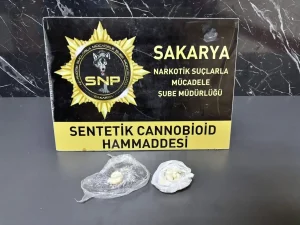 SAKARYA
NARKOTİK SUÇLARLA
MÜCADELE
ŞUBE MÜDÜRLÜĞÜ
SNP
SENTETİK CANNOBİOİD
HAMMADDESİ